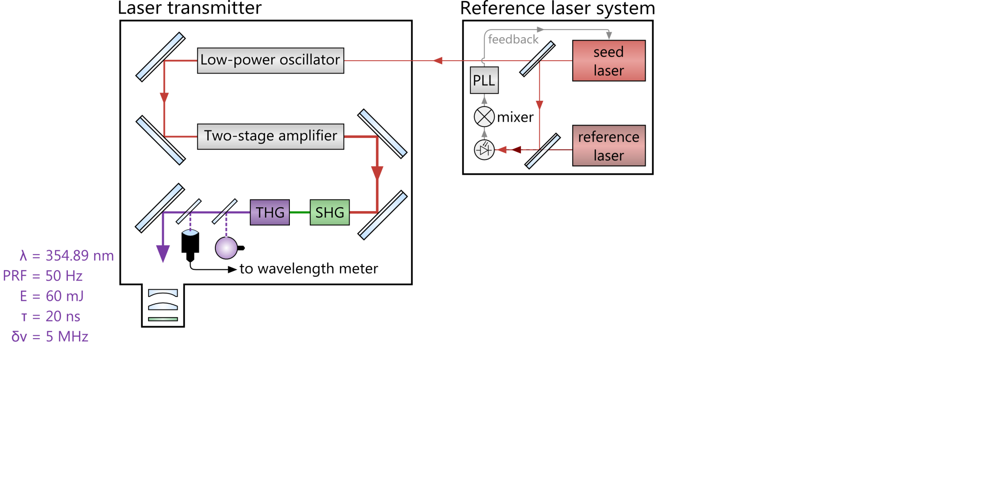 Laser transmitter
Reference laser system
feedback
seed
laser
Low-power oscillator
PLL
mixer
Two-stage amplifier
reference
laser
THG
SHG
to wavelength meter
λ = 354.89 nm
PRF = 50 Hz
E = 60 mJ
τ = 20 ns
δν = 5 MHz